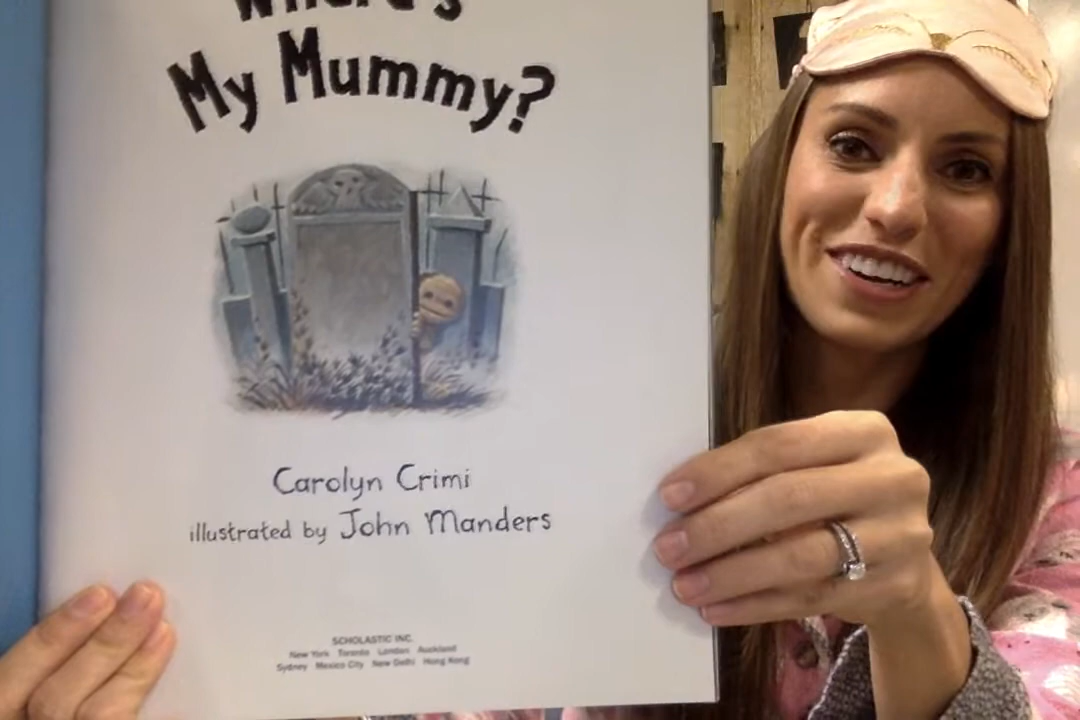 Where's
My Mummy?
Carolyn Crimi
illustrated by John Manders
SCHOLASTIC INC.
New York Toronto London Auckland
Sydney Mexico City New Delhi Hong Kong